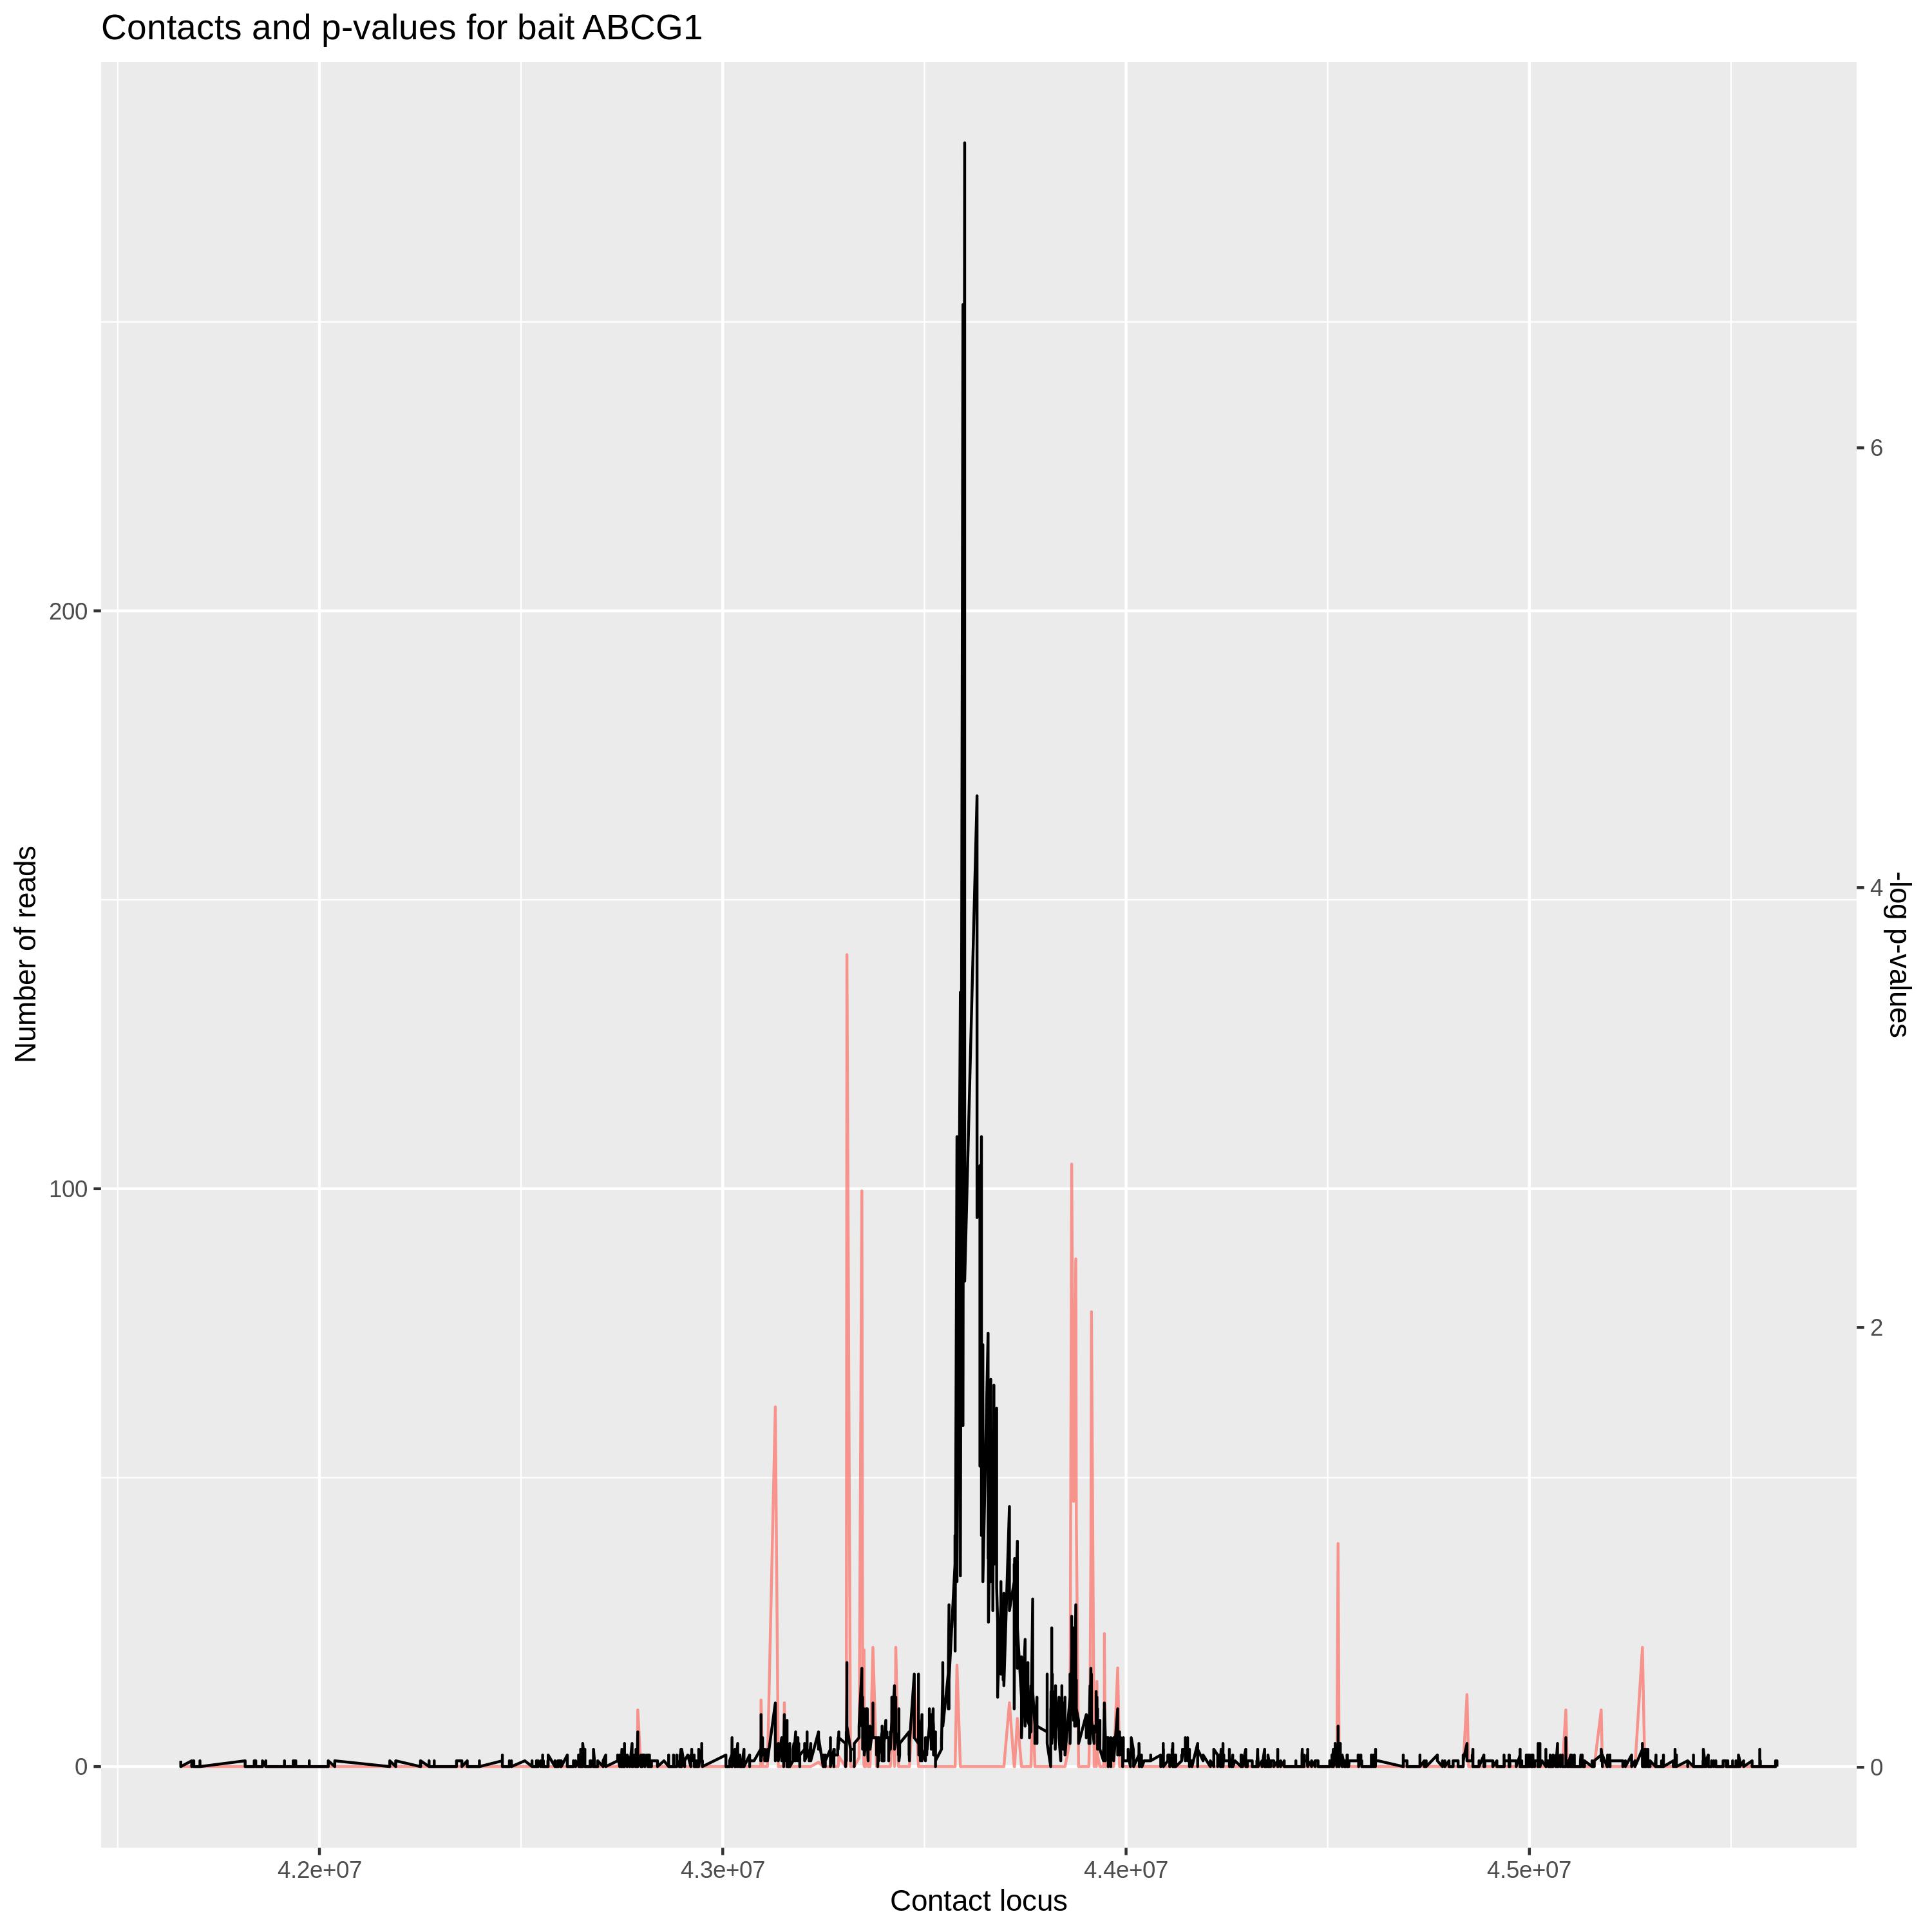 Contacts and p-values for bait ABCG1
Number of reads
200
100
0
6
4
2
0
-log p-values
4.2e+07
4.3e+07
4.4e+07
4.5e+07
Contact locus